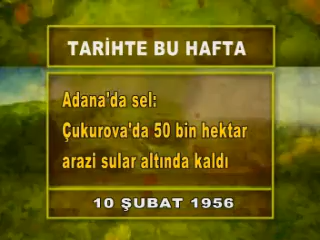 TARİHTE BU HAFTA
Adana'da sel:
Çukurova'da 50 bin hektar
arazi sular altında kaldı
10 ŞUBAT 1956